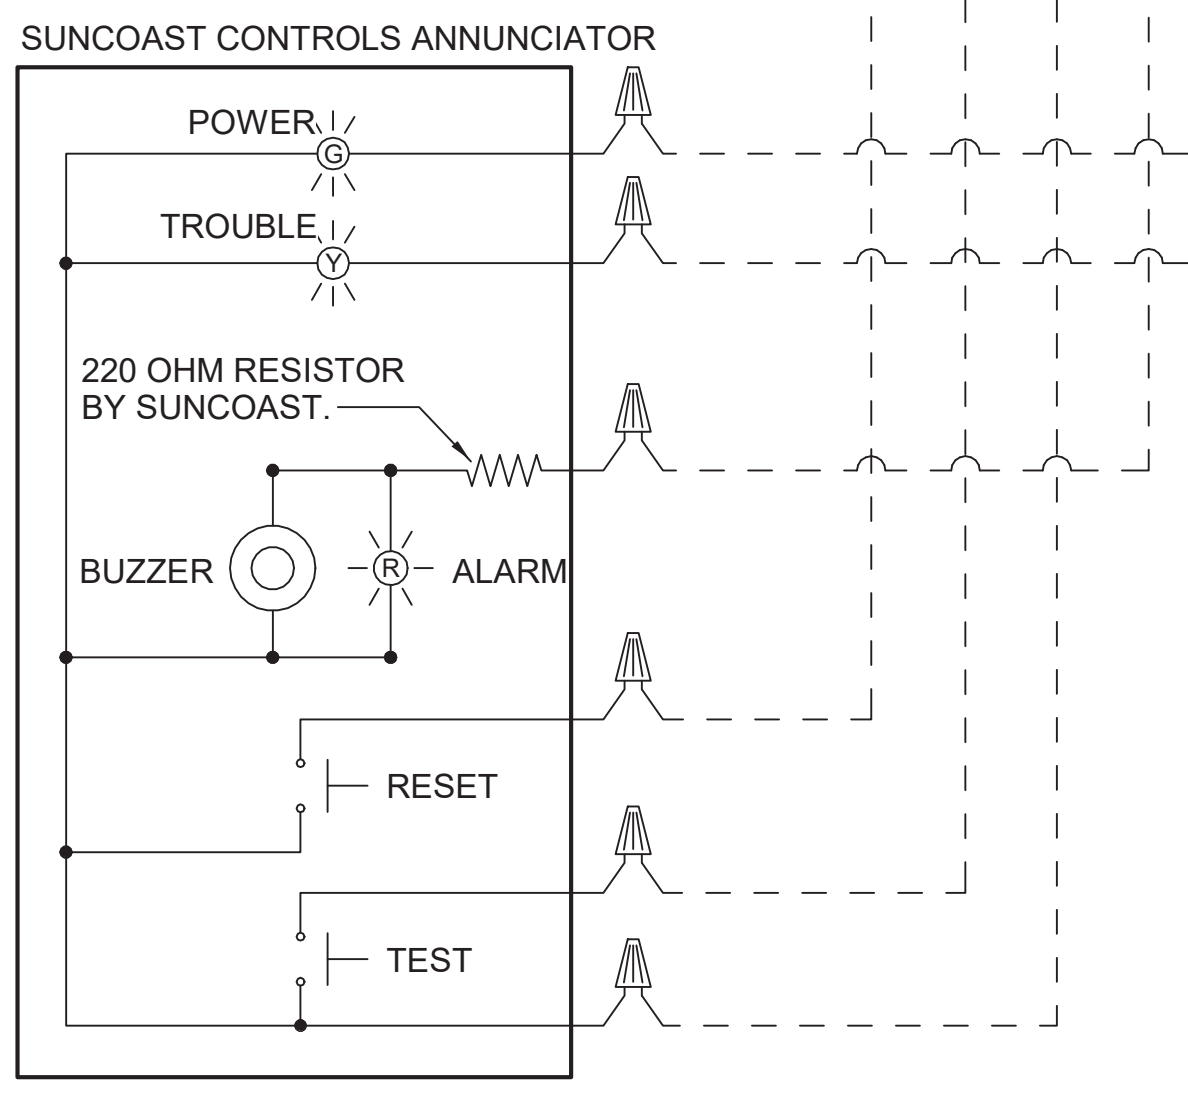 SUNCOAST CONTROLS ANNUNCIATOR
POWER
G
TROUBLE
Y
220 OHM RESISTOR
BY SUNCOAST.
BUZZER
R
ALARM
RESET
TEST